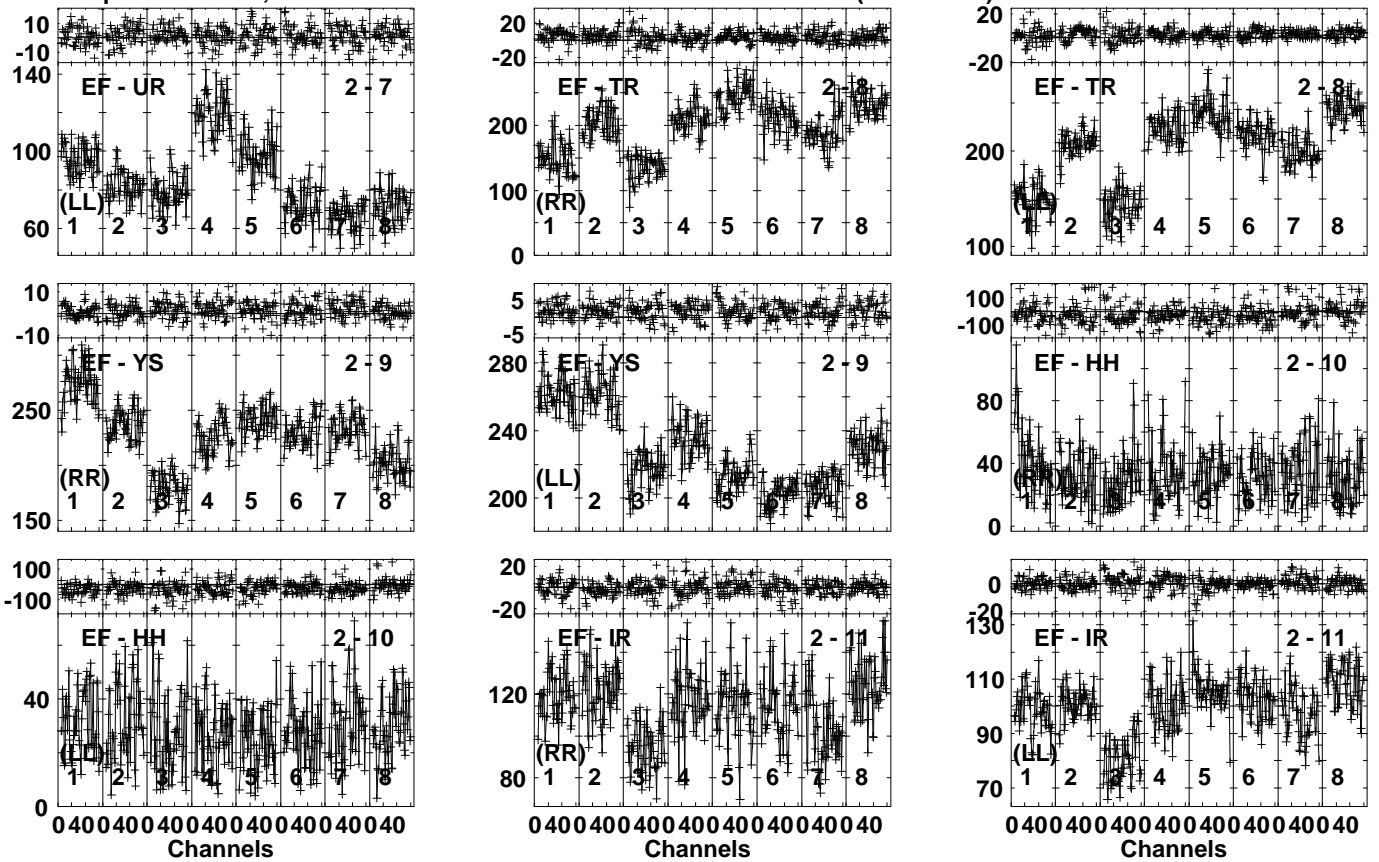 10 20 20
-10 -20 -20
140 EF - UR 2 - 7 EF - TR 2 - 8 EF - TR 2 - 8
200 200
100 100
(LL) (RR) (LL)
60 1 2 3 4 5 6 7 8 1 2 3 4 5 6 7 8 1 2 3 4 5 6 7 8
0 100
10 5 100
-10 -5 -100
EF - YS 2 - 9 280 EF - YS 2 - 9 EF - HH 2 - 10
250 240 80
40
(RR) (LL) (RR)
1 2 3 4 5 6 7 8 200 1 2 3 4 5 6 7 8 1 2 3 4 5 6 7 8
150 0
100 20 0
-100 -20 -20
EF - HH 2 - 10 EF - IR 2 - 11 130 EF - IR 2 - 11
40 120 110
90
(LL) (RR) (LL)
1 2 3 4 5 6 7 8 80 1 2 3 4 5 6 7 8 1 2 3 4 5 6 7 8
0 70
0 40 0 40 0 40 0 40 0 40 0 40 0 40 0 40 0 40 0 40 0 40 0 40 0 40 0 40 0 40 0 40 0 40 0 40 0 40 0 40 0 40 0 40 0 40 0 40
Channels Channels Channels